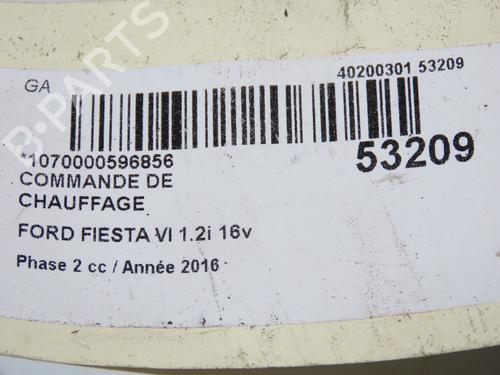 B-PARTS
GA
40200301 53209
*1070000596856
53209
COMMANDE DE
CHAUFFAGE
FORD FIESTA VI 1.2i 16v
Phase 2 cc / Année 2016